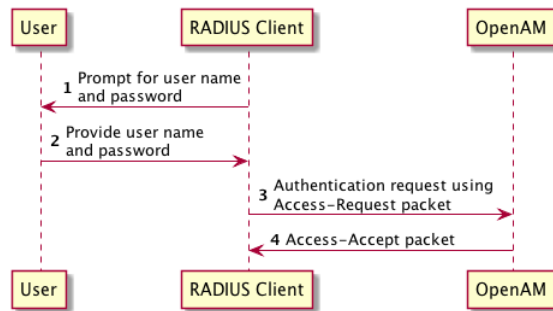 User
RADIUS Client
OpenAM
1 Prompt for user name
and password
2 Provide user name
and password
3 Authentication request using
Access-Request packet
4 Access-Accept packet
User
RADIUS Client
OpenAM